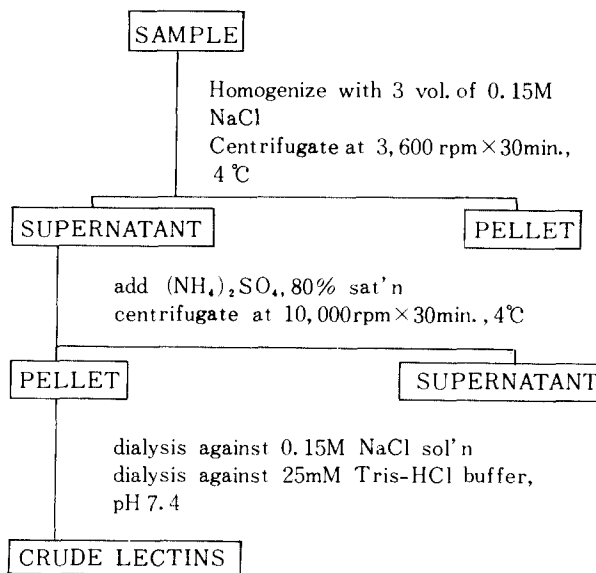 SAMPLE
Homogenize with 3 vol. of 0.15M
NaCl
Centrifugate at 3,600 rpm×30min.,
4℃
SUPERNATANT
PELLET
add (NH₄)₂SO₄, 80% sat'n
centrifugate at 10,000rpm×30min., 4℃
PELLET
SUPERNATANT
dialysis against 0.15M NaCl sol'n
dialysis against 25mM Tris-HCl buffer,
pH 7.4
CRUDE LECTINS